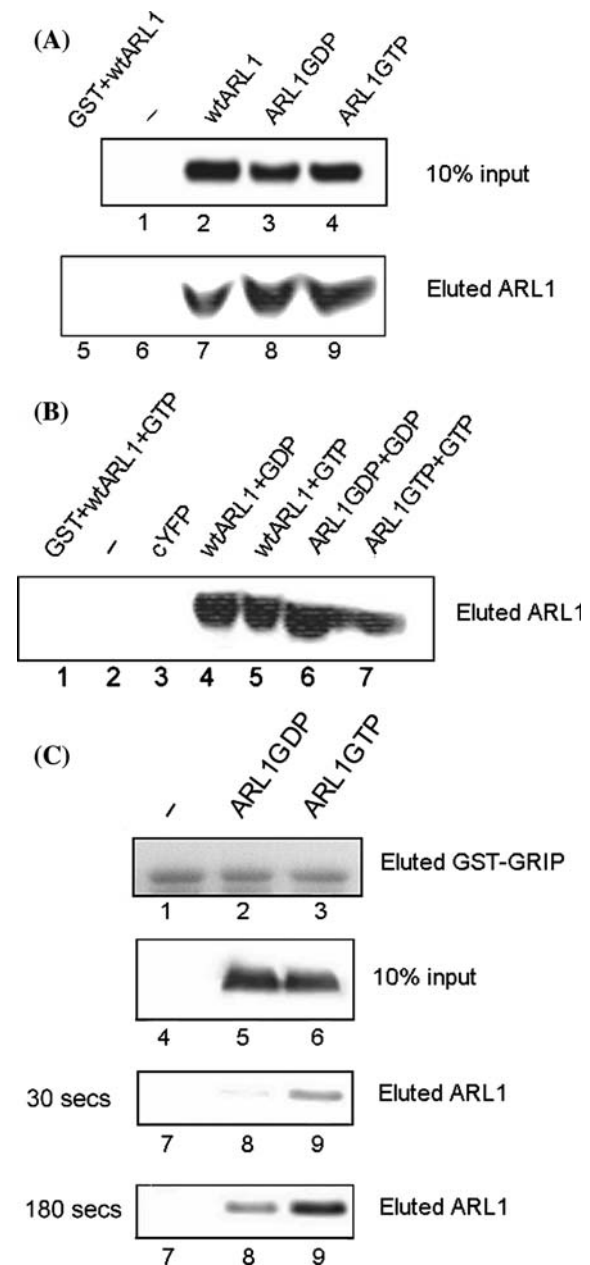 (A)
GST+wtARL1
–
wtARL1
ARL1GDP
ARL1GTP
10% input
1 2 3 4
Eluted ARL1
5 6 7 8 9
(B)
GST+wtARL1+GTP
–
cYFP
wtARL1+GDP
wtARL1+GTP
ARL1GDP+GDP
ARL1GTP+GTP
Eluted ARL1
1 2 3 4 5 6 7
(C)
–
ARL1GDP
ARL1GTP
Eluted GST-GRIP
1 2 3
10% input
4 5 6
30 secs Eluted ARL1
7 8 9
180 secs Eluted ARL1
7 8 9